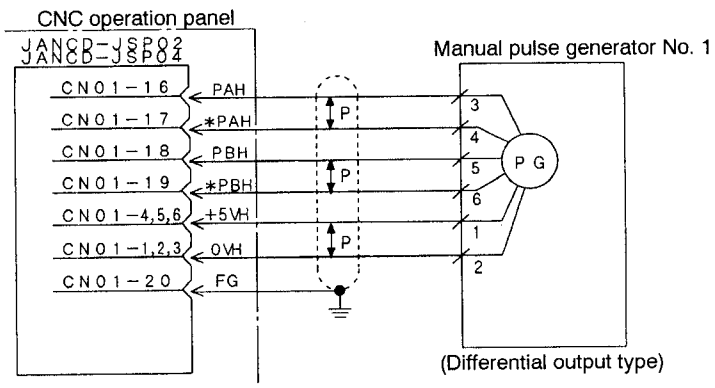 CNC operation panel
JANCD-JSP02
JANCD-JSP04
Manual pulse generator No. 1
CN01-16 PAH 3
P
CN01-17 *PAH 4
CN01-18 PBH 5
P G
P
CN01-19 *PBH 6
CN01-4,5,6 +5VH 1
P
CN01-1,2,3 0VH 2
CN01-20 FG
(Differential output type)